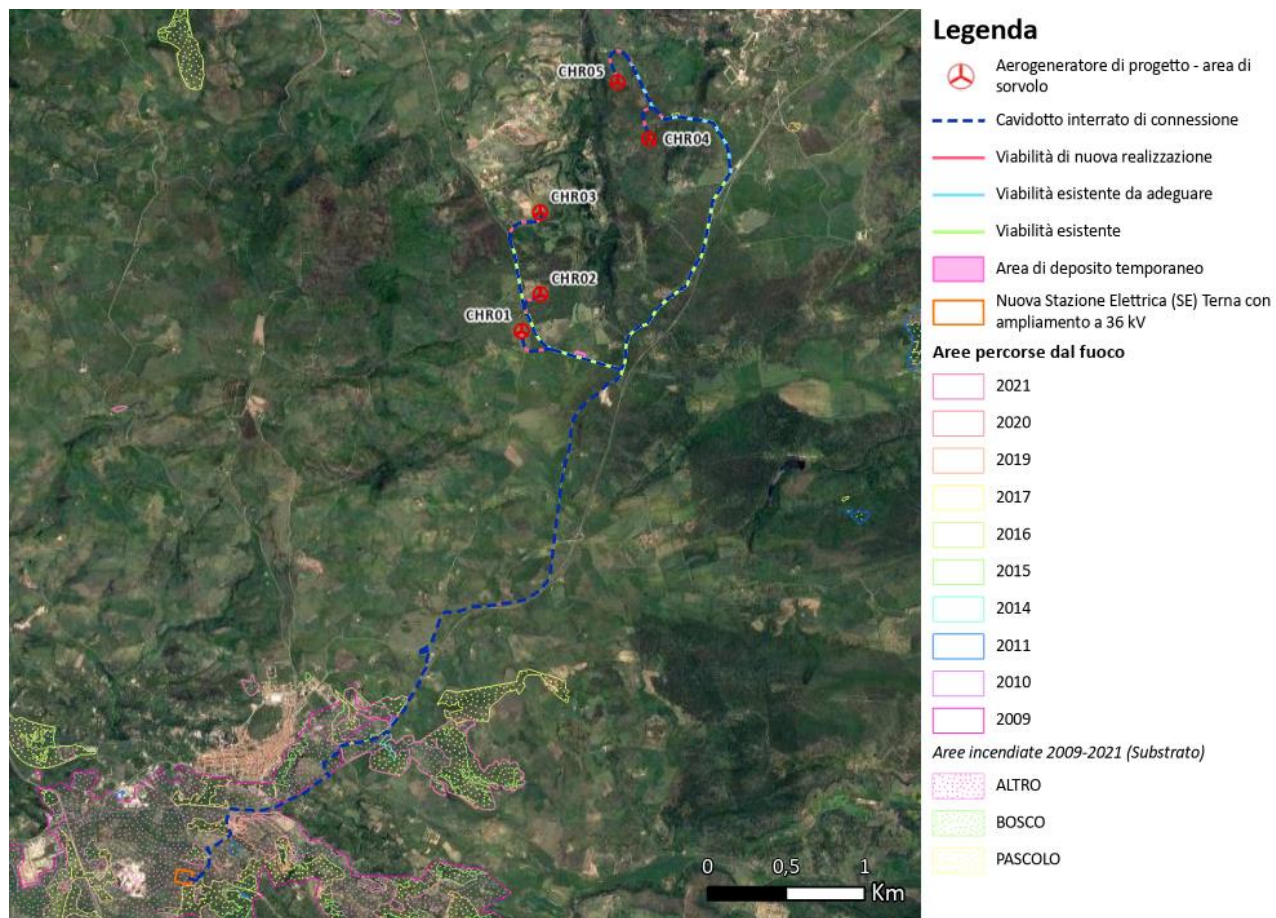 CHR05
CHR04
CHR03
CHR02
CHR01
0 0,5 1
Km
Legenda
Aerogeneratore di progetto - area di
sorvolo
Cavidotto interrato di connessione
Viabilità di nuova realizzazione
Viabilità esistente da adeguare
Viabilità esistente
Area di deposito temporaneo
Nuova Stazione Elettrica (SE) Terna con
ampliamento a 36 kV
Aree percorse dal fuoco
2021
2020
2019
2017
2016
2015
2014
2011
2010
2009
Aree incendiate 2009-2021 (Substrato)
ALTRO
BOSCO
PASCOLO